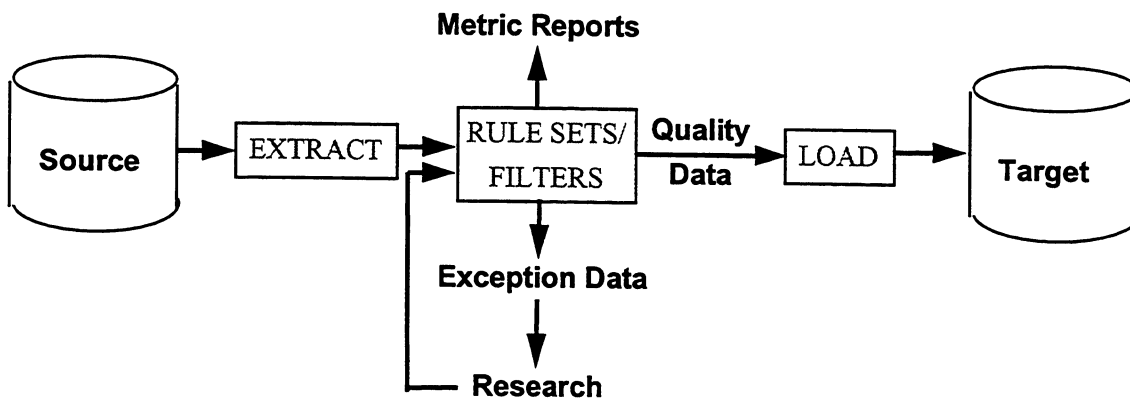 Metric Reports
Source
EXTRACT
RULE SETS/
FILTERS
Quality
Data
LOAD
Target
Exception Data
Research